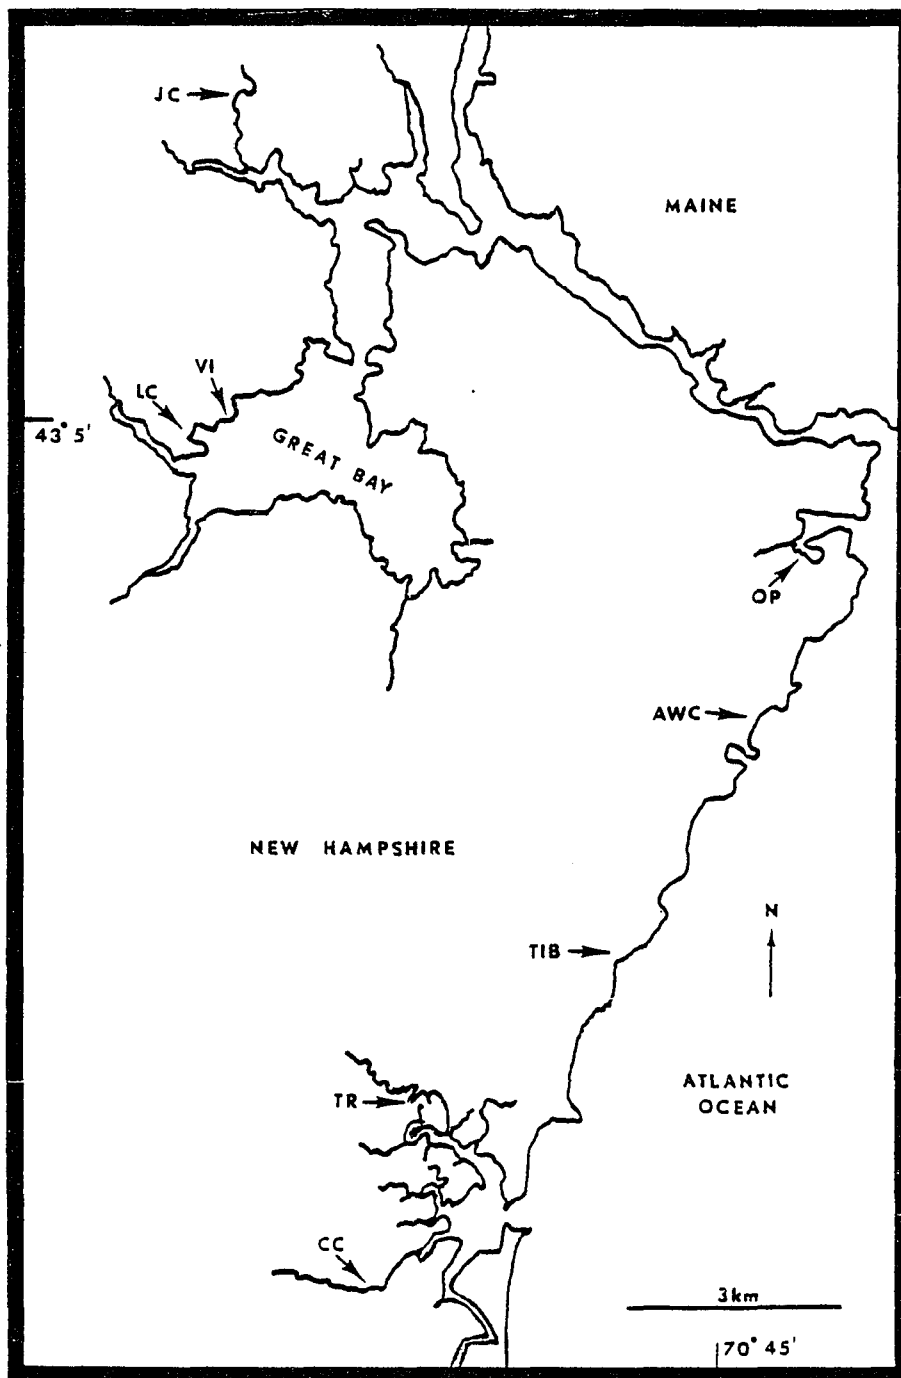 JC
MAINE
VI
LC
43° 5'
GREAT BAY
OP
AWC
NEW HAMPSHIRE
N
TIB
ATLANTIC
OCEAN
TR
CC
3km
70° 45'